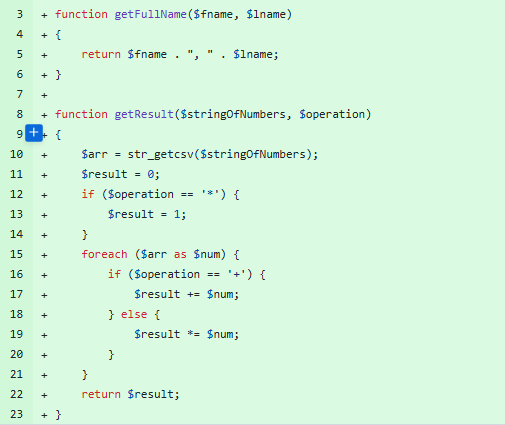 3 + function getFullName($fname, $lname)
4 + {
5 +     return $fname . ", " . $lname;
6 + }
7 +
8 + function getResult($stringOfNumbers, $operation)
9 + + {
10 +     $arr = str_getcsv($stringOfNumbers);
11 +     $result = 0;
12 +     if ($operation == '*') {
13 +         $result = 1;
14 +     }
15 +     foreach ($arr as $num) {
16 +         if ($operation == '+') {
17 +             $result += $num;
18 +         } else {
19 +             $result *= $num;
20 +         }
21 +     }
22 +     return $result;
23 + }